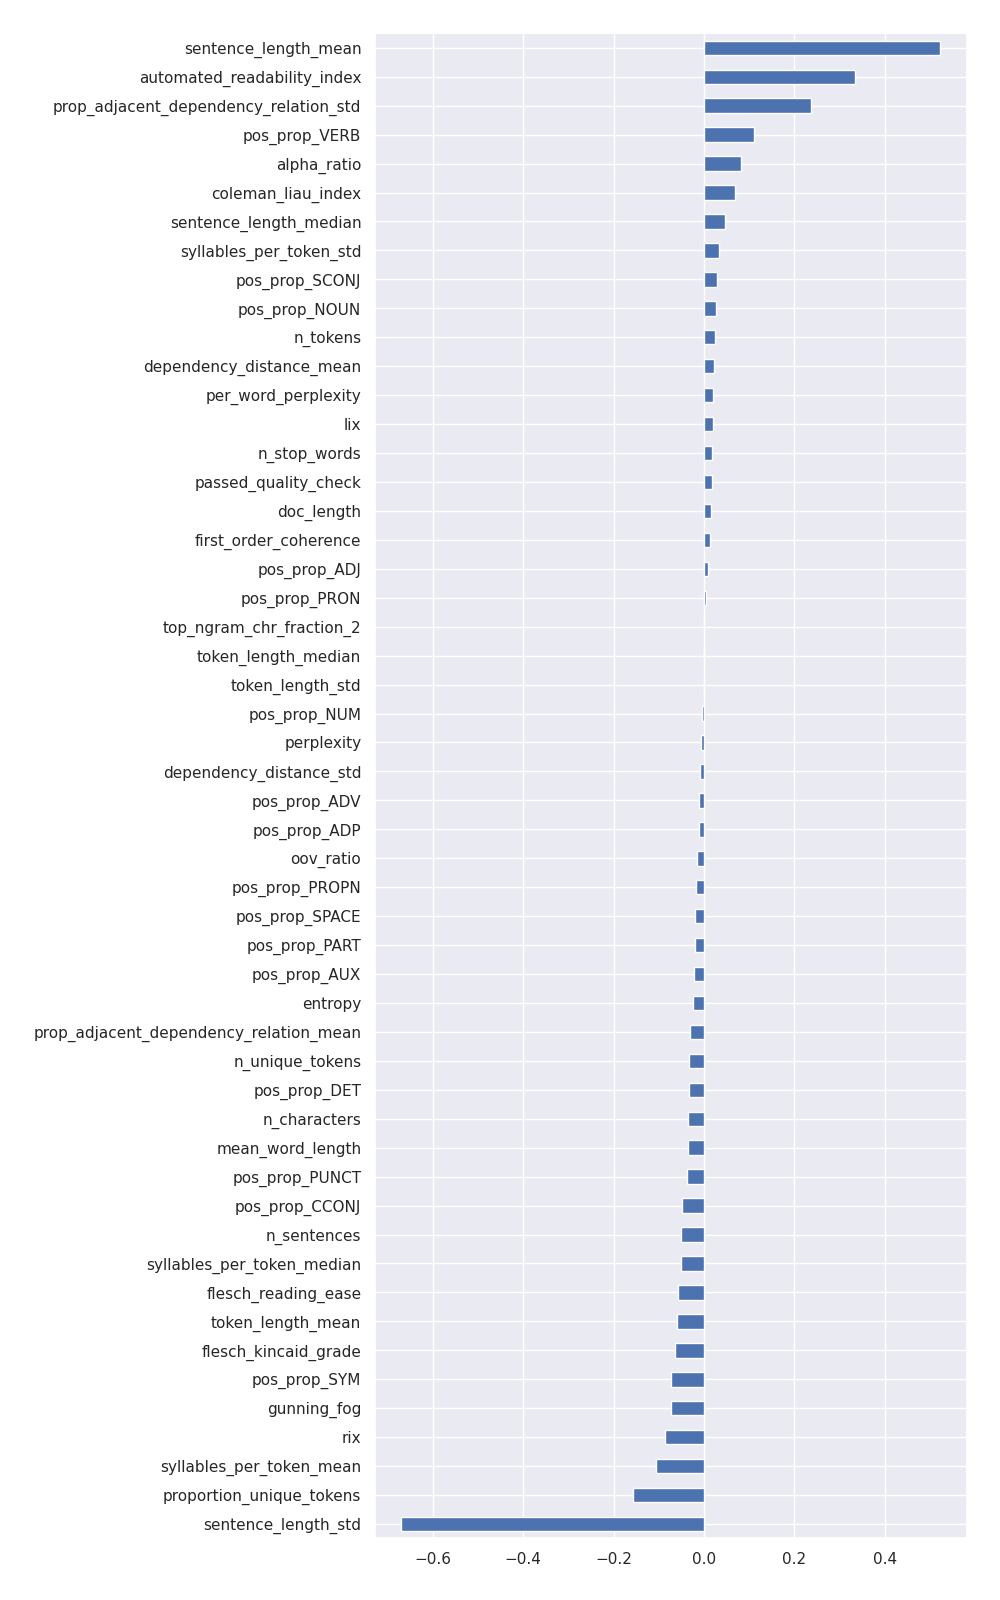 sentence_length_mean
automated_readability_index
prop_adjacent_dependency_relation_std
pos_prop_VERB
alpha_ratio
coleman_liau_index
sentence_length_median
syllables_per_token_std
pos_prop_SCONJ
pos_prop_NOUN
n_tokens
dependency_distance_mean
per_word_perplexity
lix
n_stop_words
passed_quality_check
doc_length
first_order_coherence
pos_prop_ADJ
pos_prop_PRON
top_ngram_chr_fraction_2
token_length_median
token_length_std
pos_prop_NUM
perplexity
dependency_distance_std
pos_prop_ADV
pos_prop_ADP
oov_ratio
pos_prop_PROPN
pos_prop_SPACE
pos_prop_PART
pos_prop_AUX
entropy
prop_adjacent_dependency_relation_mean
n_unique_tokens
pos_prop_DET
n_characters
mean_word_length
pos_prop_PUNCT
pos_prop_CCONJ
n_sentences
syllables_per_token_median
flesch_reading_ease
token_length_mean
flesch_kincaid_grade
pos_prop_SYM
gunning_fog
rix
syllables_per_token_mean
proportion_unique_tokens
sentence_length_std
−0.6 −0.4 −0.2 0.0 0.2 0.4